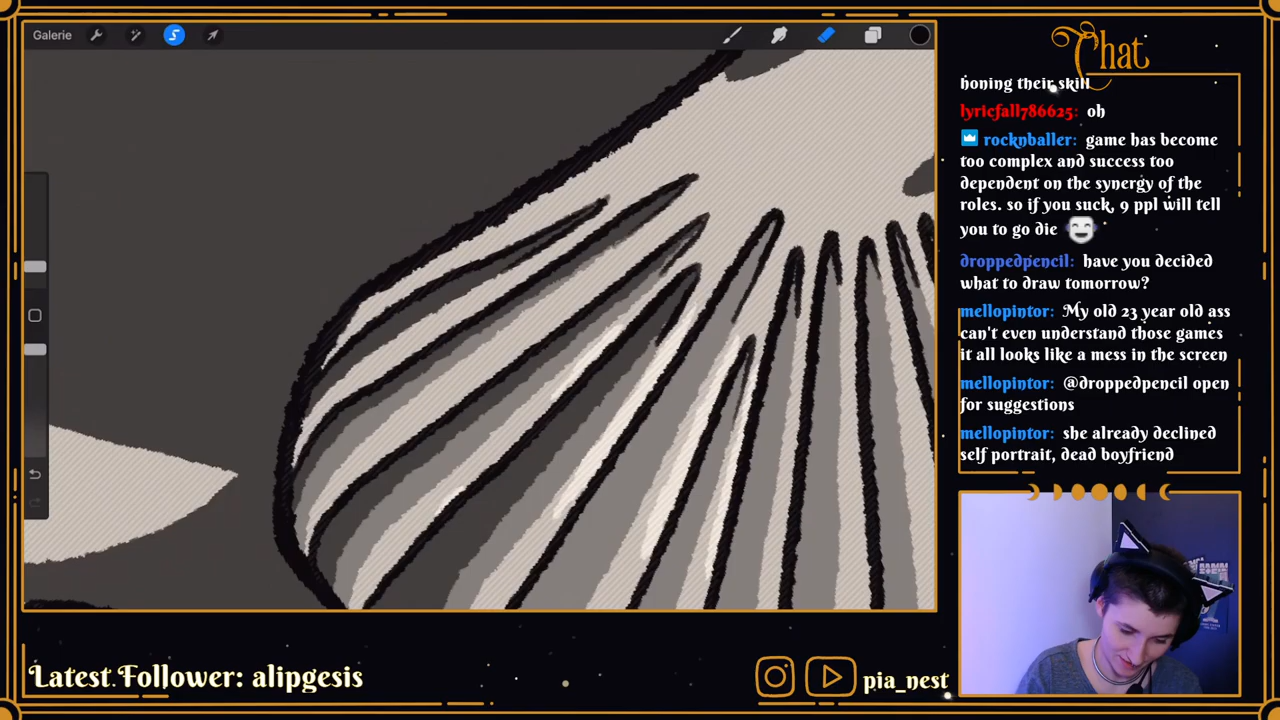 Galerie
Chat
honing their skill
lyricfall786625: oh
rocknballer: game has become
too complex and success too
dependent on the synergy of the
roles. so if you suck, 9 ppl will tell
you to go die
droppedpencil: have you decided
what to draw tomorrow?
mellopintor: My old 23 year old ass
can't even understand those games
it all looks like a mess in the screen
mellopintor: @droppedpencil open
for suggestions
mellopintor: she already declined
self portrait, dead boyfriend
Latest Follower: alipgesis
pia_nest